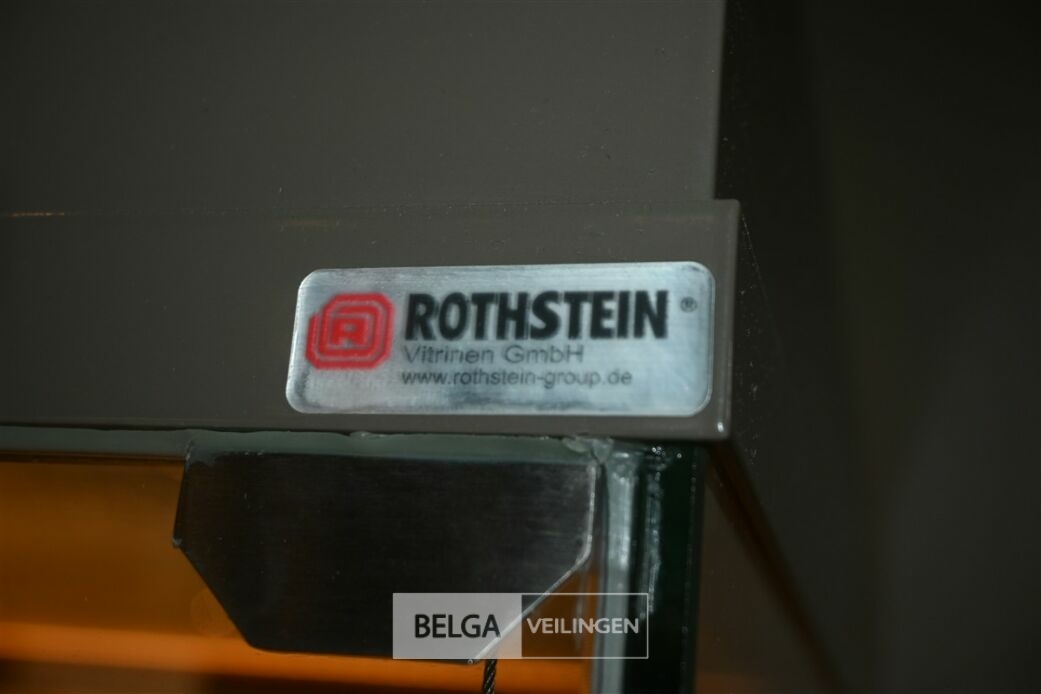 R
ROTHSTEIN ®
Vitrinen GmbH
www.rothstein-group.de
BELGA VEILINGEN